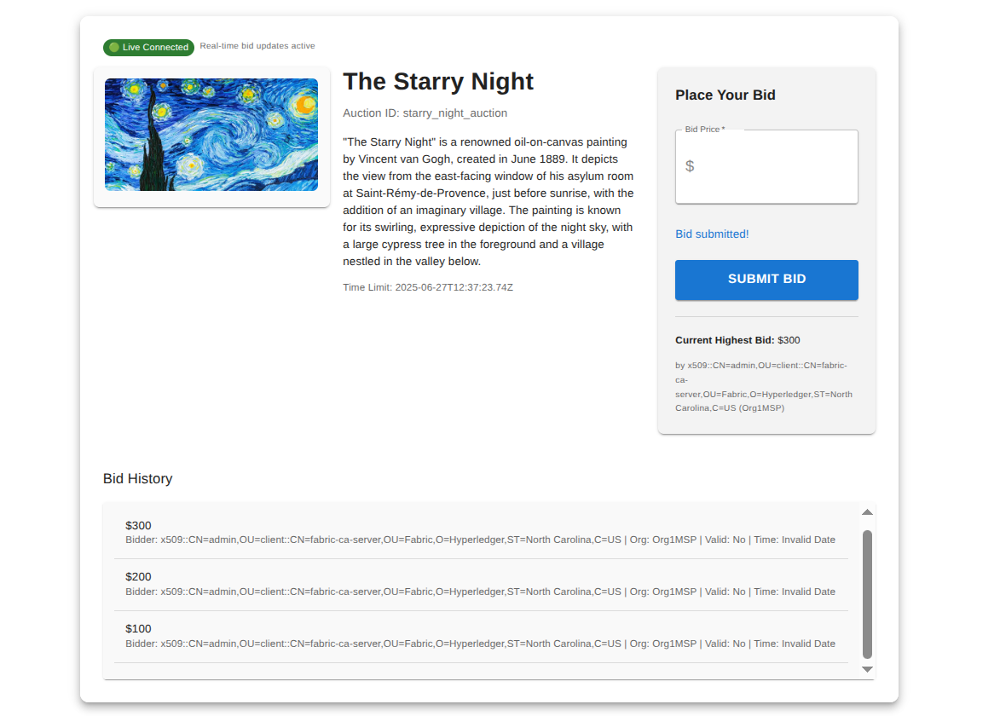 Live Connected
Real-time bid updates active
The Starry Night
Auction ID: starry_night_auction
"The Starry Night" is a renowned oil-on-canvas painting
by Vincent van Gogh, created in June 1889. It depicts
the view from the east-facing window of his asylum room
at Saint-Rémy-de-Provence, just before sunrise, with the
addition of an imaginary village. The painting is known
for its swirling, expressive depiction of the night sky, with
a large cypress tree in the foreground and a village
nestled in the valley below.
Time Limit: 2025-06-27T12:37:23.74Z
Place Your Bid
Bid Price *
$
Bid submitted!
SUBMIT BID
Current Highest Bid: $300
by x509::CN=admin,OU=client::CN=fabric-
ca-
server,OU=Fabric,O=Hyperledger,ST=North
Carolina,C=US (Org1MSP)
Bid History
$300
Bidder: x509::CN=admin,OU=client::CN=fabric-ca-server,OU=Fabric,O=Hyperledger,ST=North Carolina,C=US | Org: Org1MSP | Valid: No | Time: Invalid Date
$200
Bidder: x509::CN=admin,OU=client::CN=fabric-ca-server,OU=Fabric,O=Hyperledger,ST=North Carolina,C=US | Org: Org1MSP | Valid: No | Time: Invalid Date
$100
Bidder: x509::CN=admin,OU=client::CN=fabric-ca-server,OU=Fabric,O=Hyperledger,ST=North Carolina,C=US | Org: Org1MSP | Valid: No | Time: Invalid Date